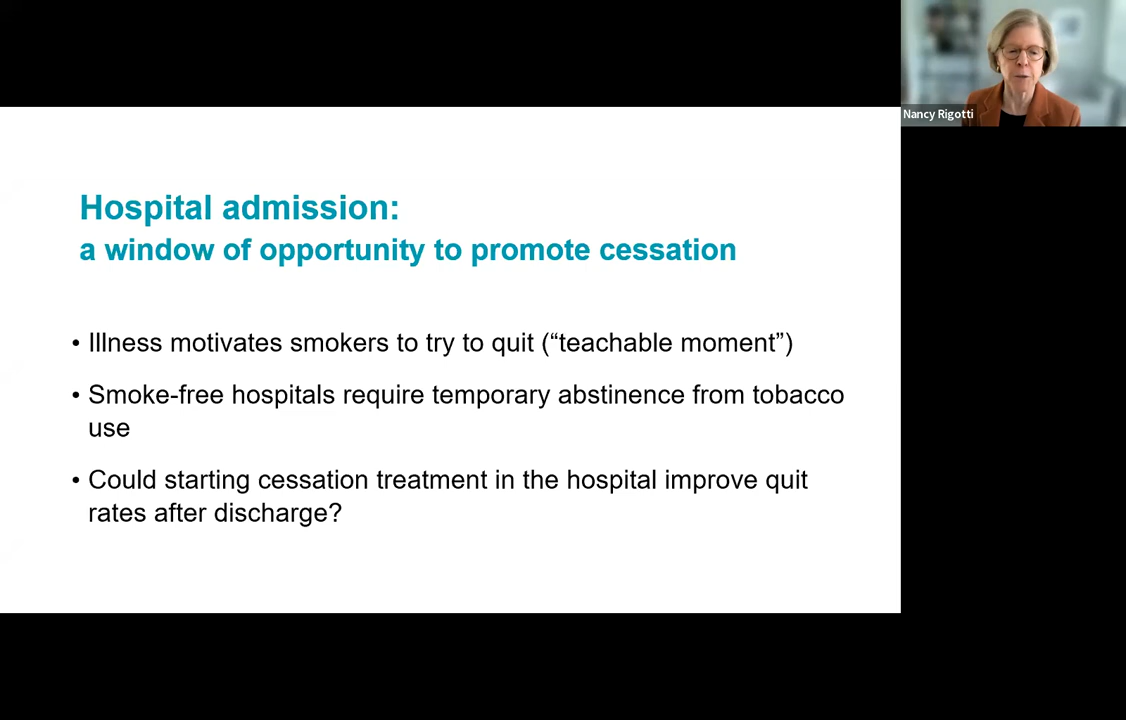 Nancy Rigotti
Hospital admission:
a window of opportunity to promote cessation
• Illness motivates smokers to try to quit (“teachable moment”)
• Smoke-free hospitals require temporary abstinence from tobacco
use
• Could starting cessation treatment in the hospital improve quit
rates after discharge?